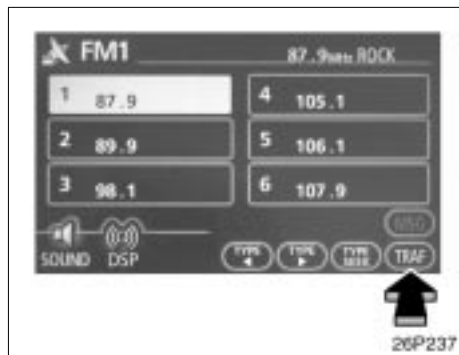 FM1
87.9MHz ROCK
1 87.9
4 105.1
2 89.9
5 106.1
3 98.1
6 107.9
MSG
SOUND DSP
TYPE TYPE TYPE SEEK TRAF
26P237